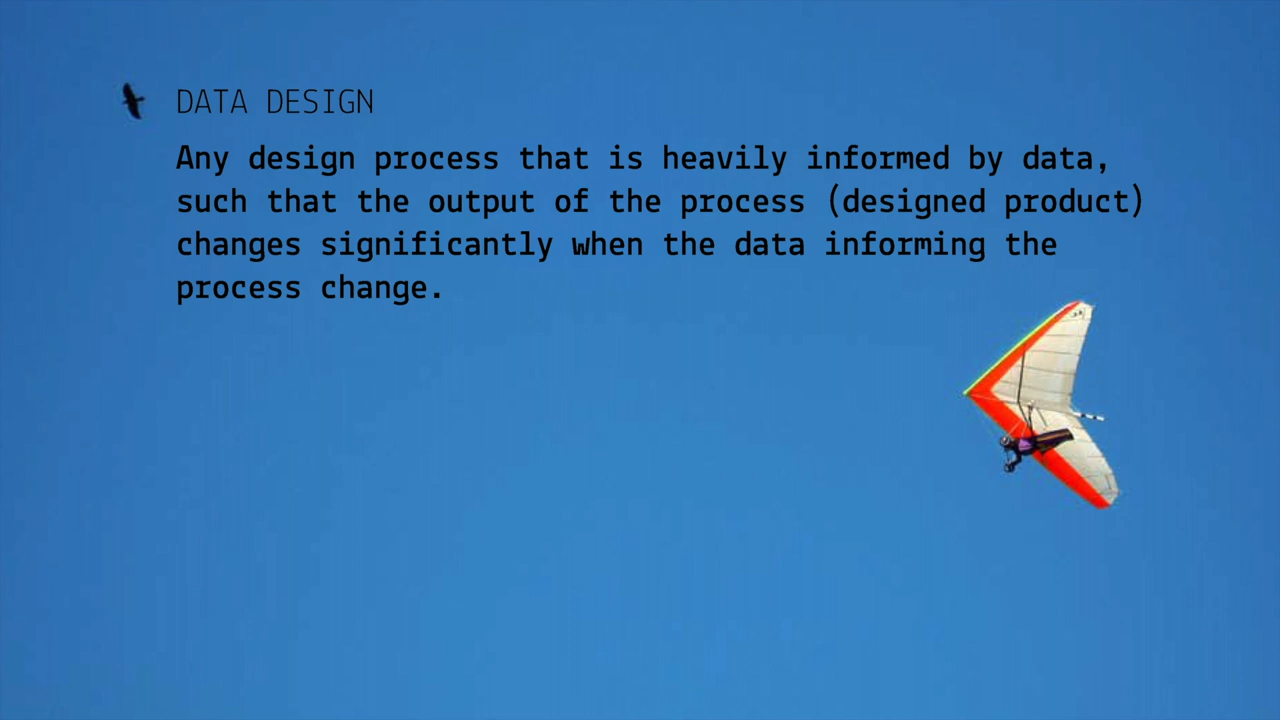 DATA DESIGN
Any design process that is heavily informed by data,
such that the output of the process (designed product)
changes significantly when the data informing the
process change.